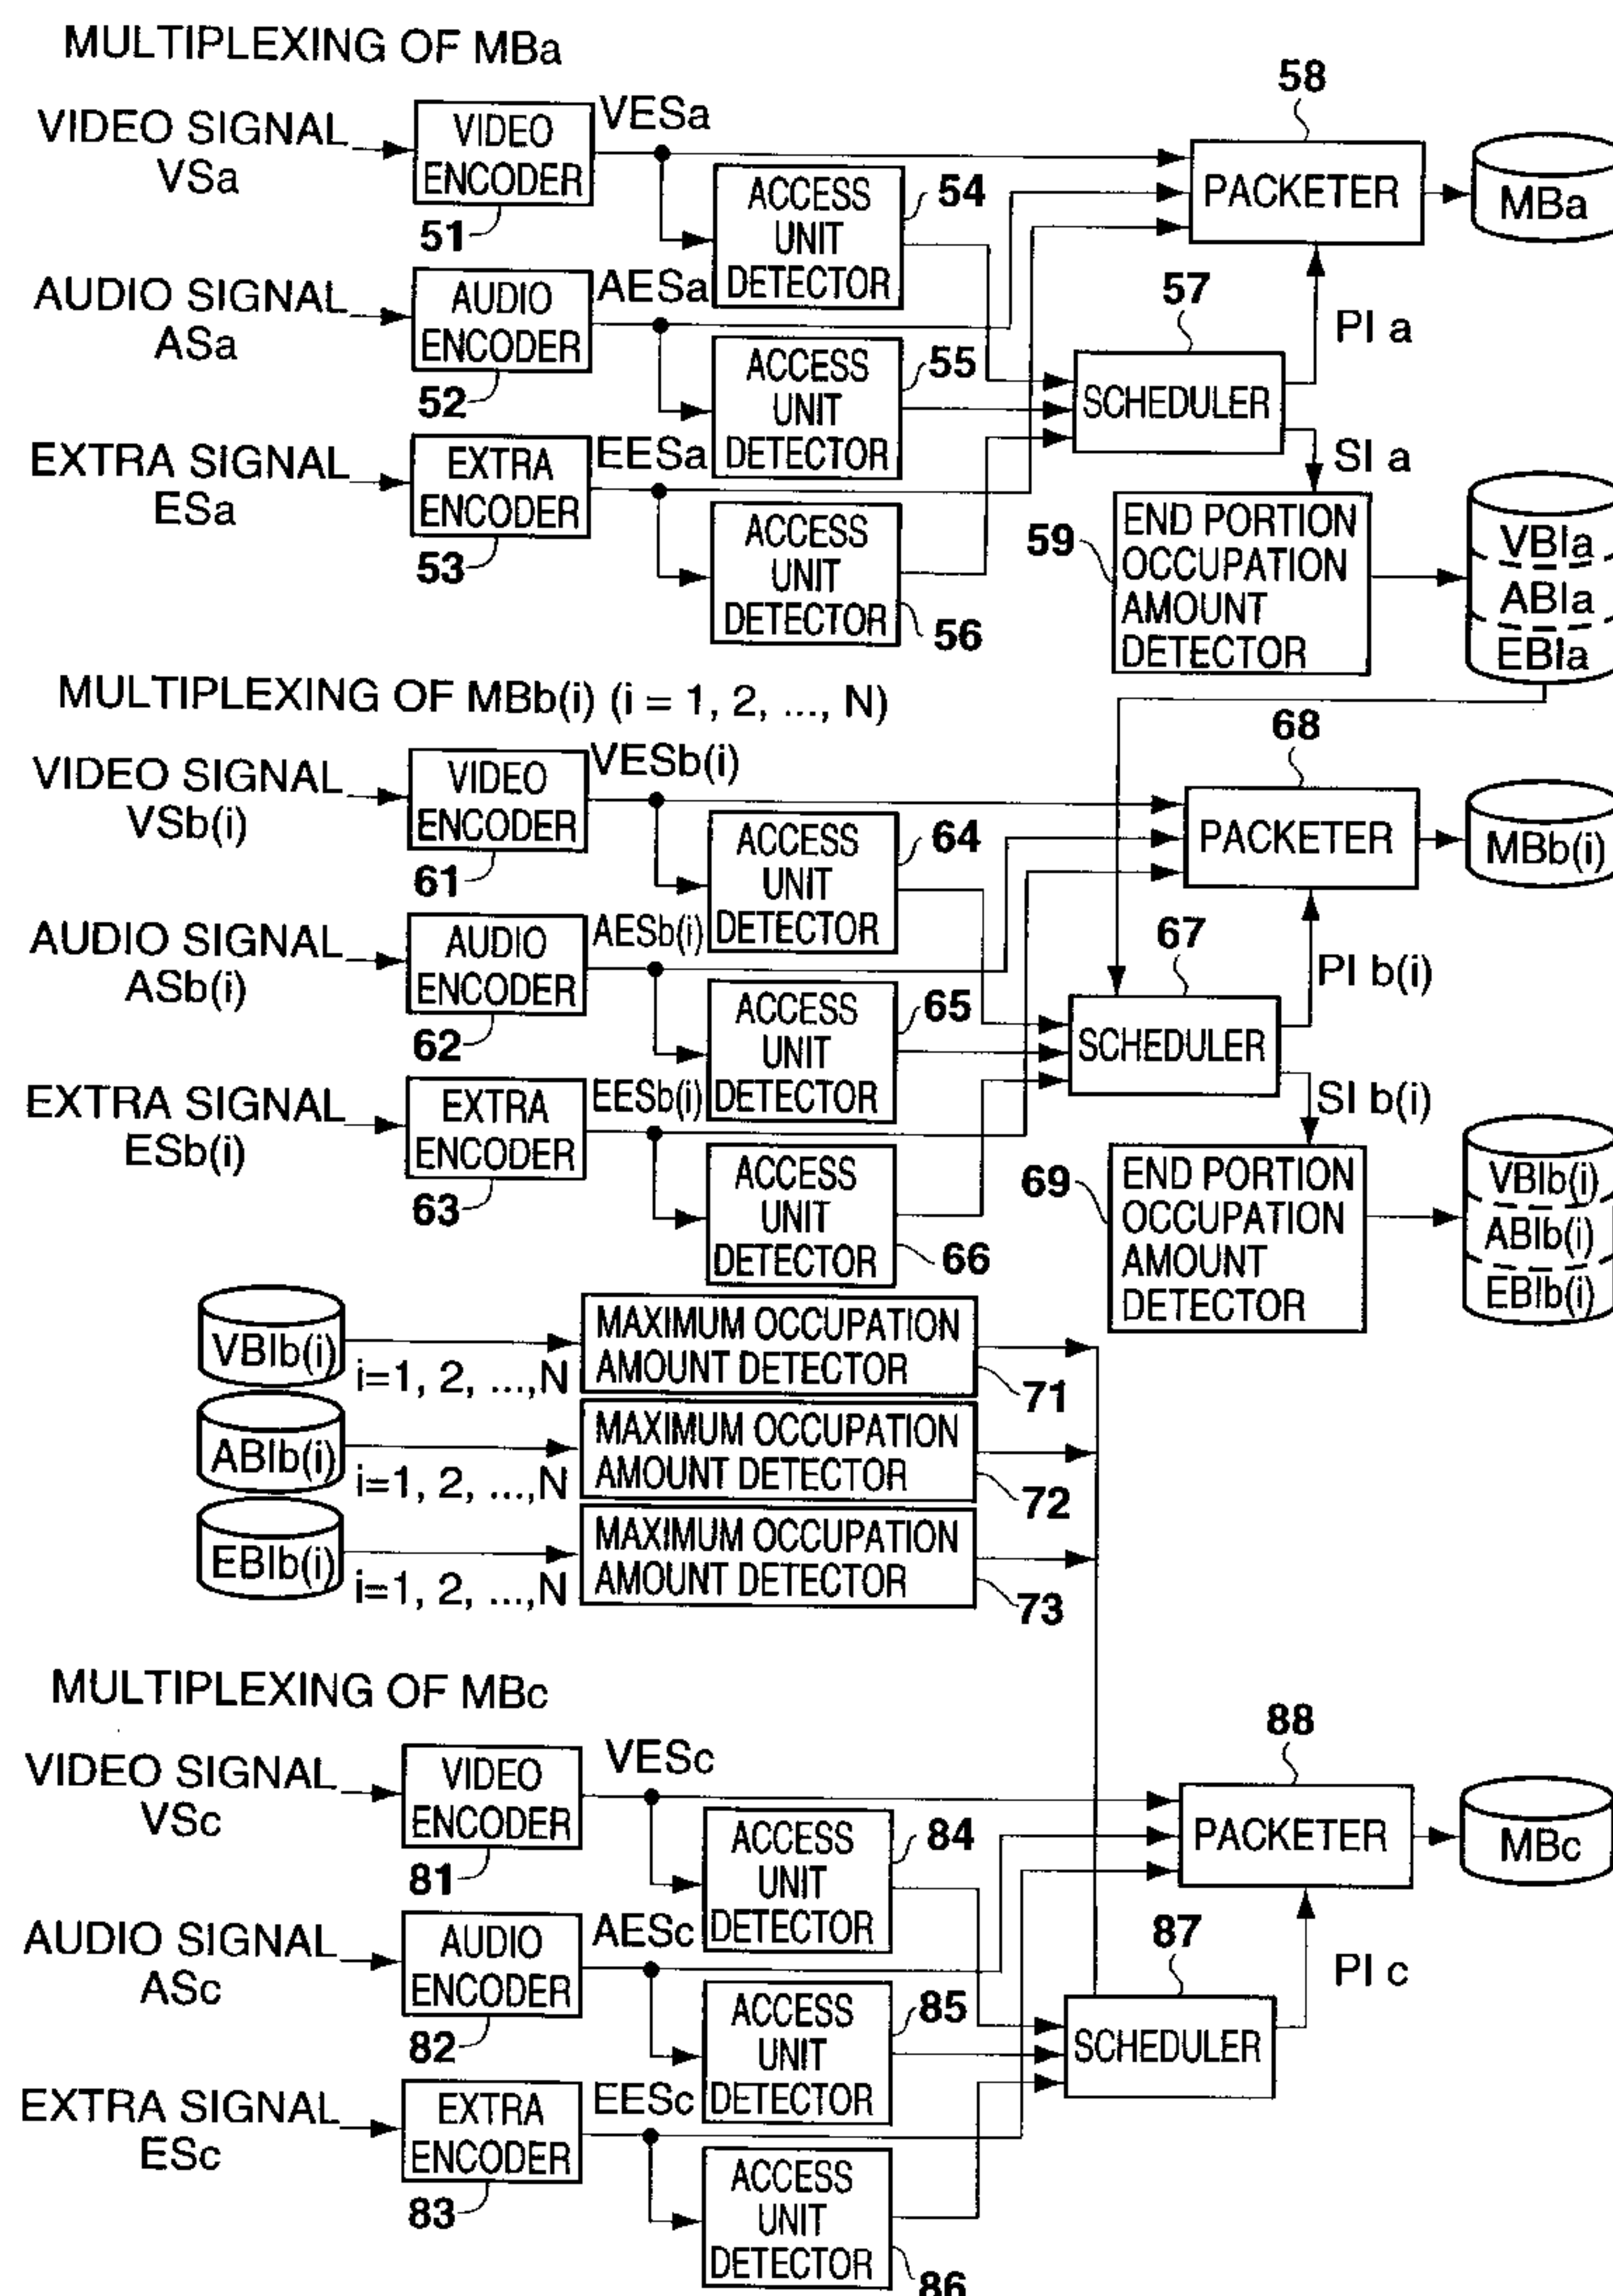 MULTIPLEXING OF MBa
VIDEO SIGNAL
VSa
VIDEO
ENCODER
51
VESa
ACCESS
UNIT
DETECTOR
54
58
PACKETER
MBa
AUDIO SIGNAL
ASa
AUDIO
ENCODER
52
AESa
ACCESS
UNIT
DETECTOR
55
57
SCHEDULER
PI a
SI a
EXTRA SIGNAL
ESa
EXTRA
ENCODER
53
EESa
ACCESS
UNIT
DETECTOR
56
59
END PORTION
OCCUPATION
AMOUNT
DETECTOR
VBIa
ABIa
EBIa
MULTIPLEXING OF MBb(i) (i = 1, 2, ..., N)
VIDEO SIGNAL
VSb(i)
VIDEO
ENCODER
61
VESb(i)
ACCESS
UNIT
DETECTOR
64
68
PACKETER
MBb(i)
AUDIO SIGNAL
ASb(i)
AUDIO
ENCODER
62
AESb(i)
ACCESS
UNIT
DETECTOR
65
67
SCHEDULER
PI b(i)
SI b(i)
EXTRA SIGNAL
ESb(i)
EXTRA
ENCODER
63
EESb(i)
ACCESS
UNIT
DETECTOR
66
69
END PORTION
OCCUPATION
AMOUNT
DETECTOR
VBIb(i)
ABIb(i)
EBIb(i)
VBIb(i)
i=1, 2, ...,N
MAXIMUM OCCUPATION
AMOUNT DETECTOR
71
ABIb(i)
i=1, 2, ...,N
MAXIMUM OCCUPATION
AMOUNT DETECTOR
72
EBIb(i)
i=1, 2, ...,N
MAXIMUM OCCUPATION
AMOUNT DETECTOR
73
MULTIPLEXING OF MBc
VIDEO SIGNAL
VSc
VIDEO
ENCODER
81
VESc
ACCESS
UNIT
DETECTOR
84
88
PACKETER
MBc
AUDIO SIGNAL
ASc
AUDIO
ENCODER
82
AESc
ACCESS
UNIT
DETECTOR
85
87
SCHEDULER
PI c
EXTRA SIGNAL
ESc
EXTRA
ENCODER
83
EESc
ACCESS
UNIT
DETECTOR
86